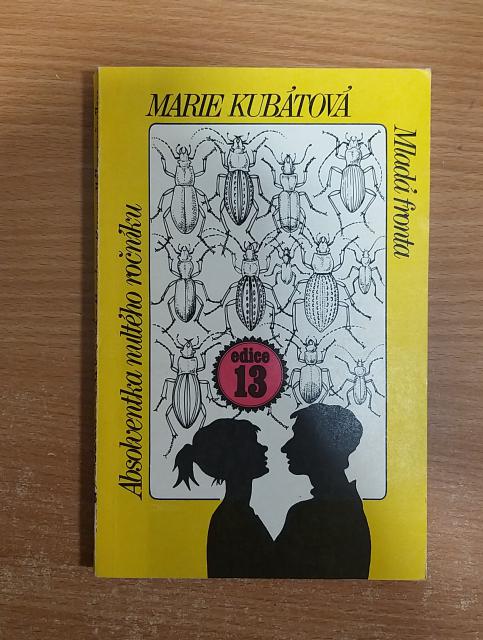 MARIE KUBÁTOVÁ
Absolventka nultého ročníku
Mladá fronta
edice
13